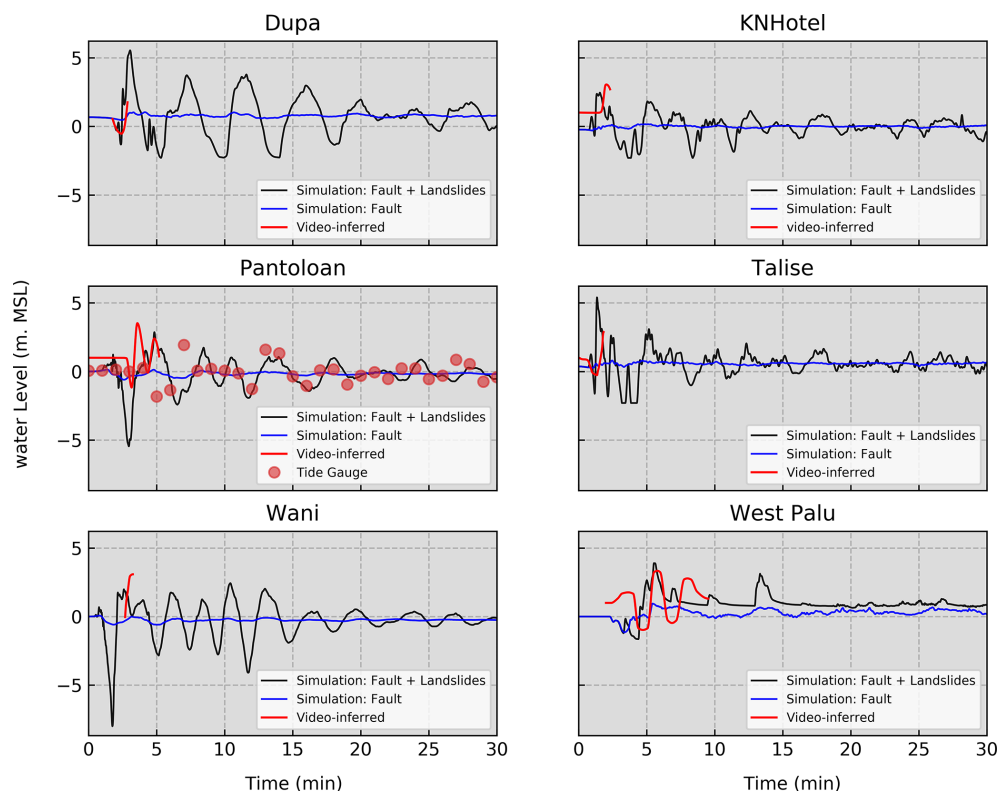 Dupa
5
0
−5
Simulation: Fault + Landslides
Simulation: Fault
Video-inferred
KNHotel
Simulation: Fault + Landslides
Simulation: Fault
video-inferred
water Level (m. MSL)
Pantoloan
5
0
−5
Simulation: Fault + Landslides
Simulation: Fault
Video-inferred
Tide Gauge
Talise
Simulation: Fault + Landslides
Simulation: Fault
Video-inferred
Wani
5
0
−5
Simulation: Fault + Landslides
Simulation: Fault
Video-inferred
0 5 10 15 20 25 30
Time (min)
West Palu
Simulation: Fault + Landslides
Simulation: Fault
Video-inferred
0 5 10 15 20 25 30
Time (min)